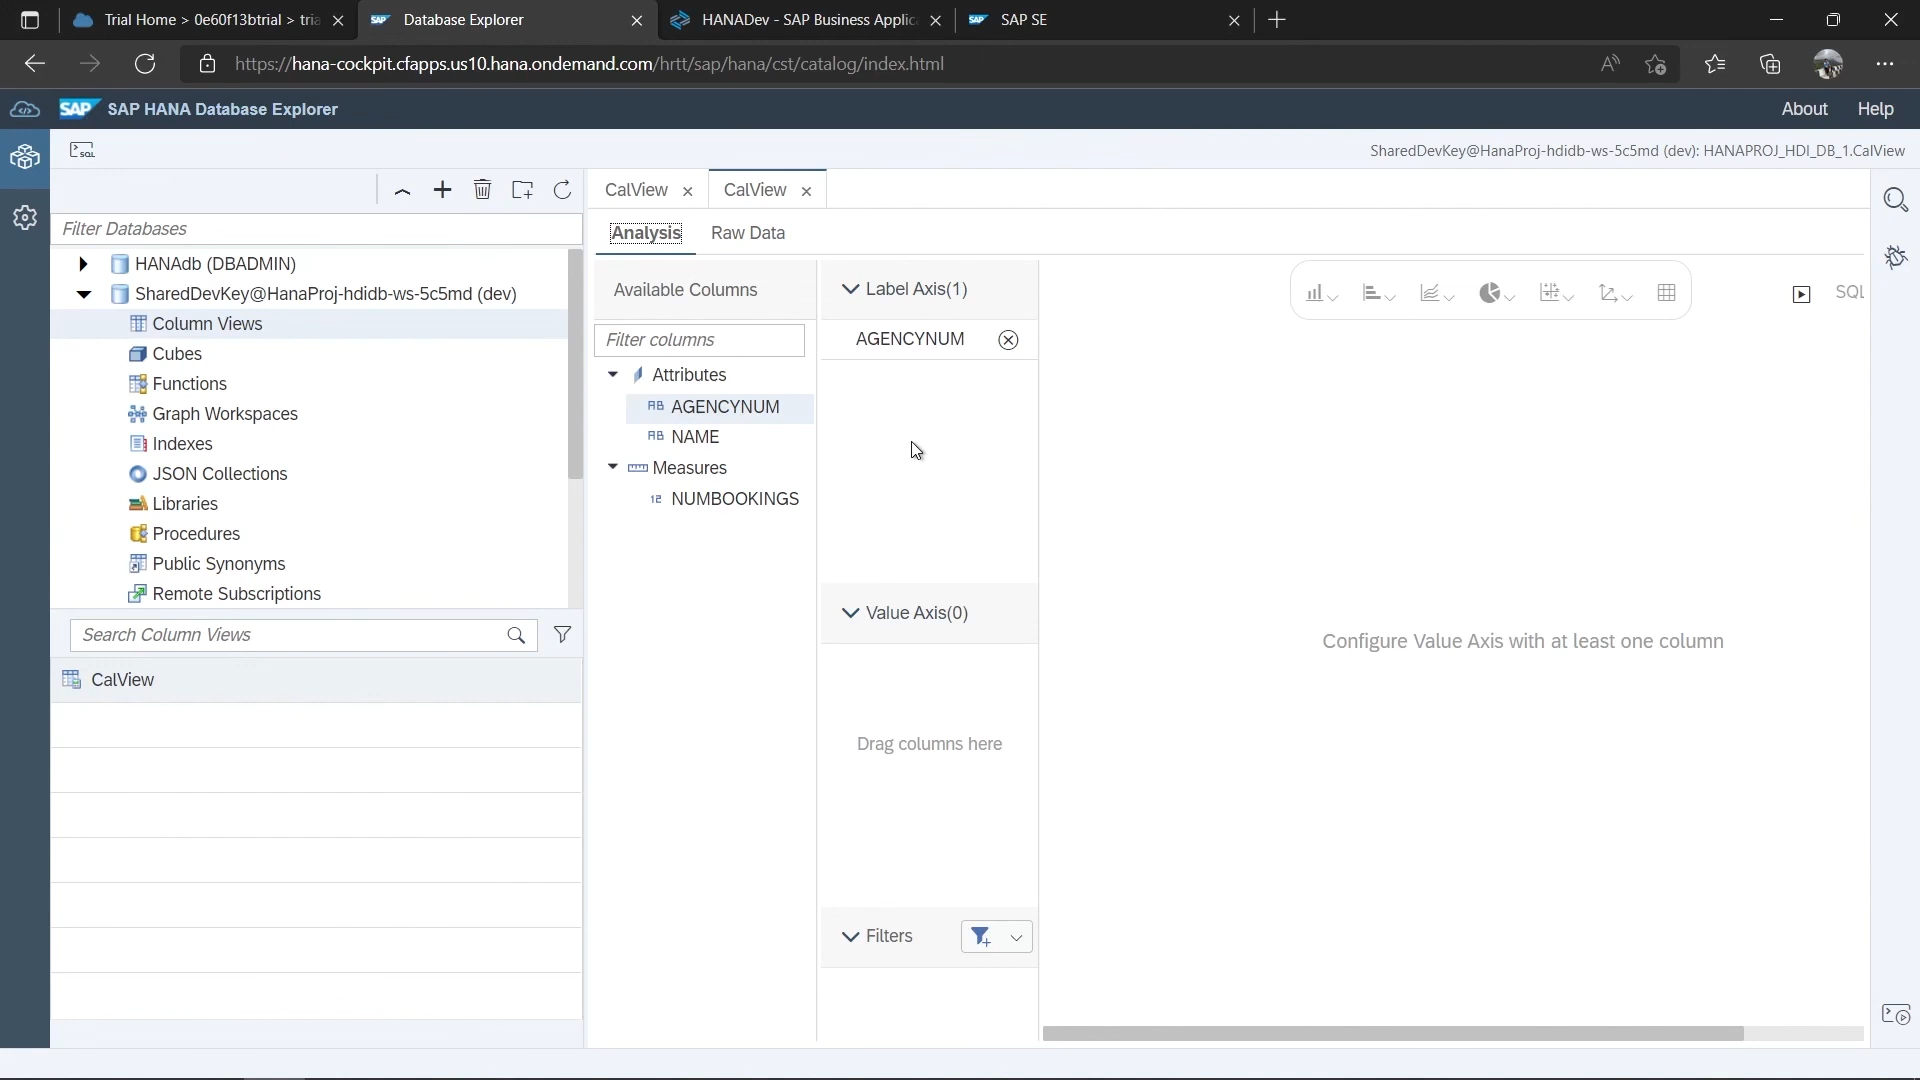 Trial Home > 0e60f13btrial > tria
Database Explorer
HANADev - SAP Business Applic
SAP SE
https://hana-cockpit.cfapps.us10.hana.ondemand.com/hrtt/sap/hana/cst/catalog/index.html
SAP SAP HANA Database Explorer
About
Help
SharedDevKey@HanaProj-hdidb-ws-5c5md (dev): HANAPROJ_HDI_DB_1.CalView
CalView
CalView
Filter Databases
Analysis
Raw Data
HANAdb (DBADMIN)
SharedDevKey@HanaProj-hdidb-ws-5c5md (dev)
Column Views
Cubes
Functions
Graph Workspaces
Indexes
JSON Collections
Libraries
Procedures
Public Synonyms
Remote Subscriptions
Search Column Views
CalView
Available Columns
Filter columns
Attributes
AB AGENCYNUM
AB NAME
Measures
12 NUMBOOKINGS
Label Axis(1)
AGENCYNUM
Value Axis(0)
Drag columns here
Filters
SQL
Configure Value Axis with at least one column